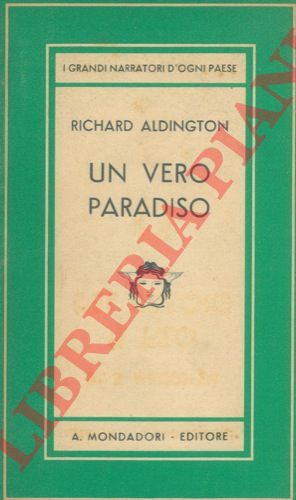 I GRANDI NARRATORI D'OGNI PAESE
RICHARD ALDINGTON
UN VERO
PARADISO
A. MONDADORI - EDITORE
LIBRERIA PIANI